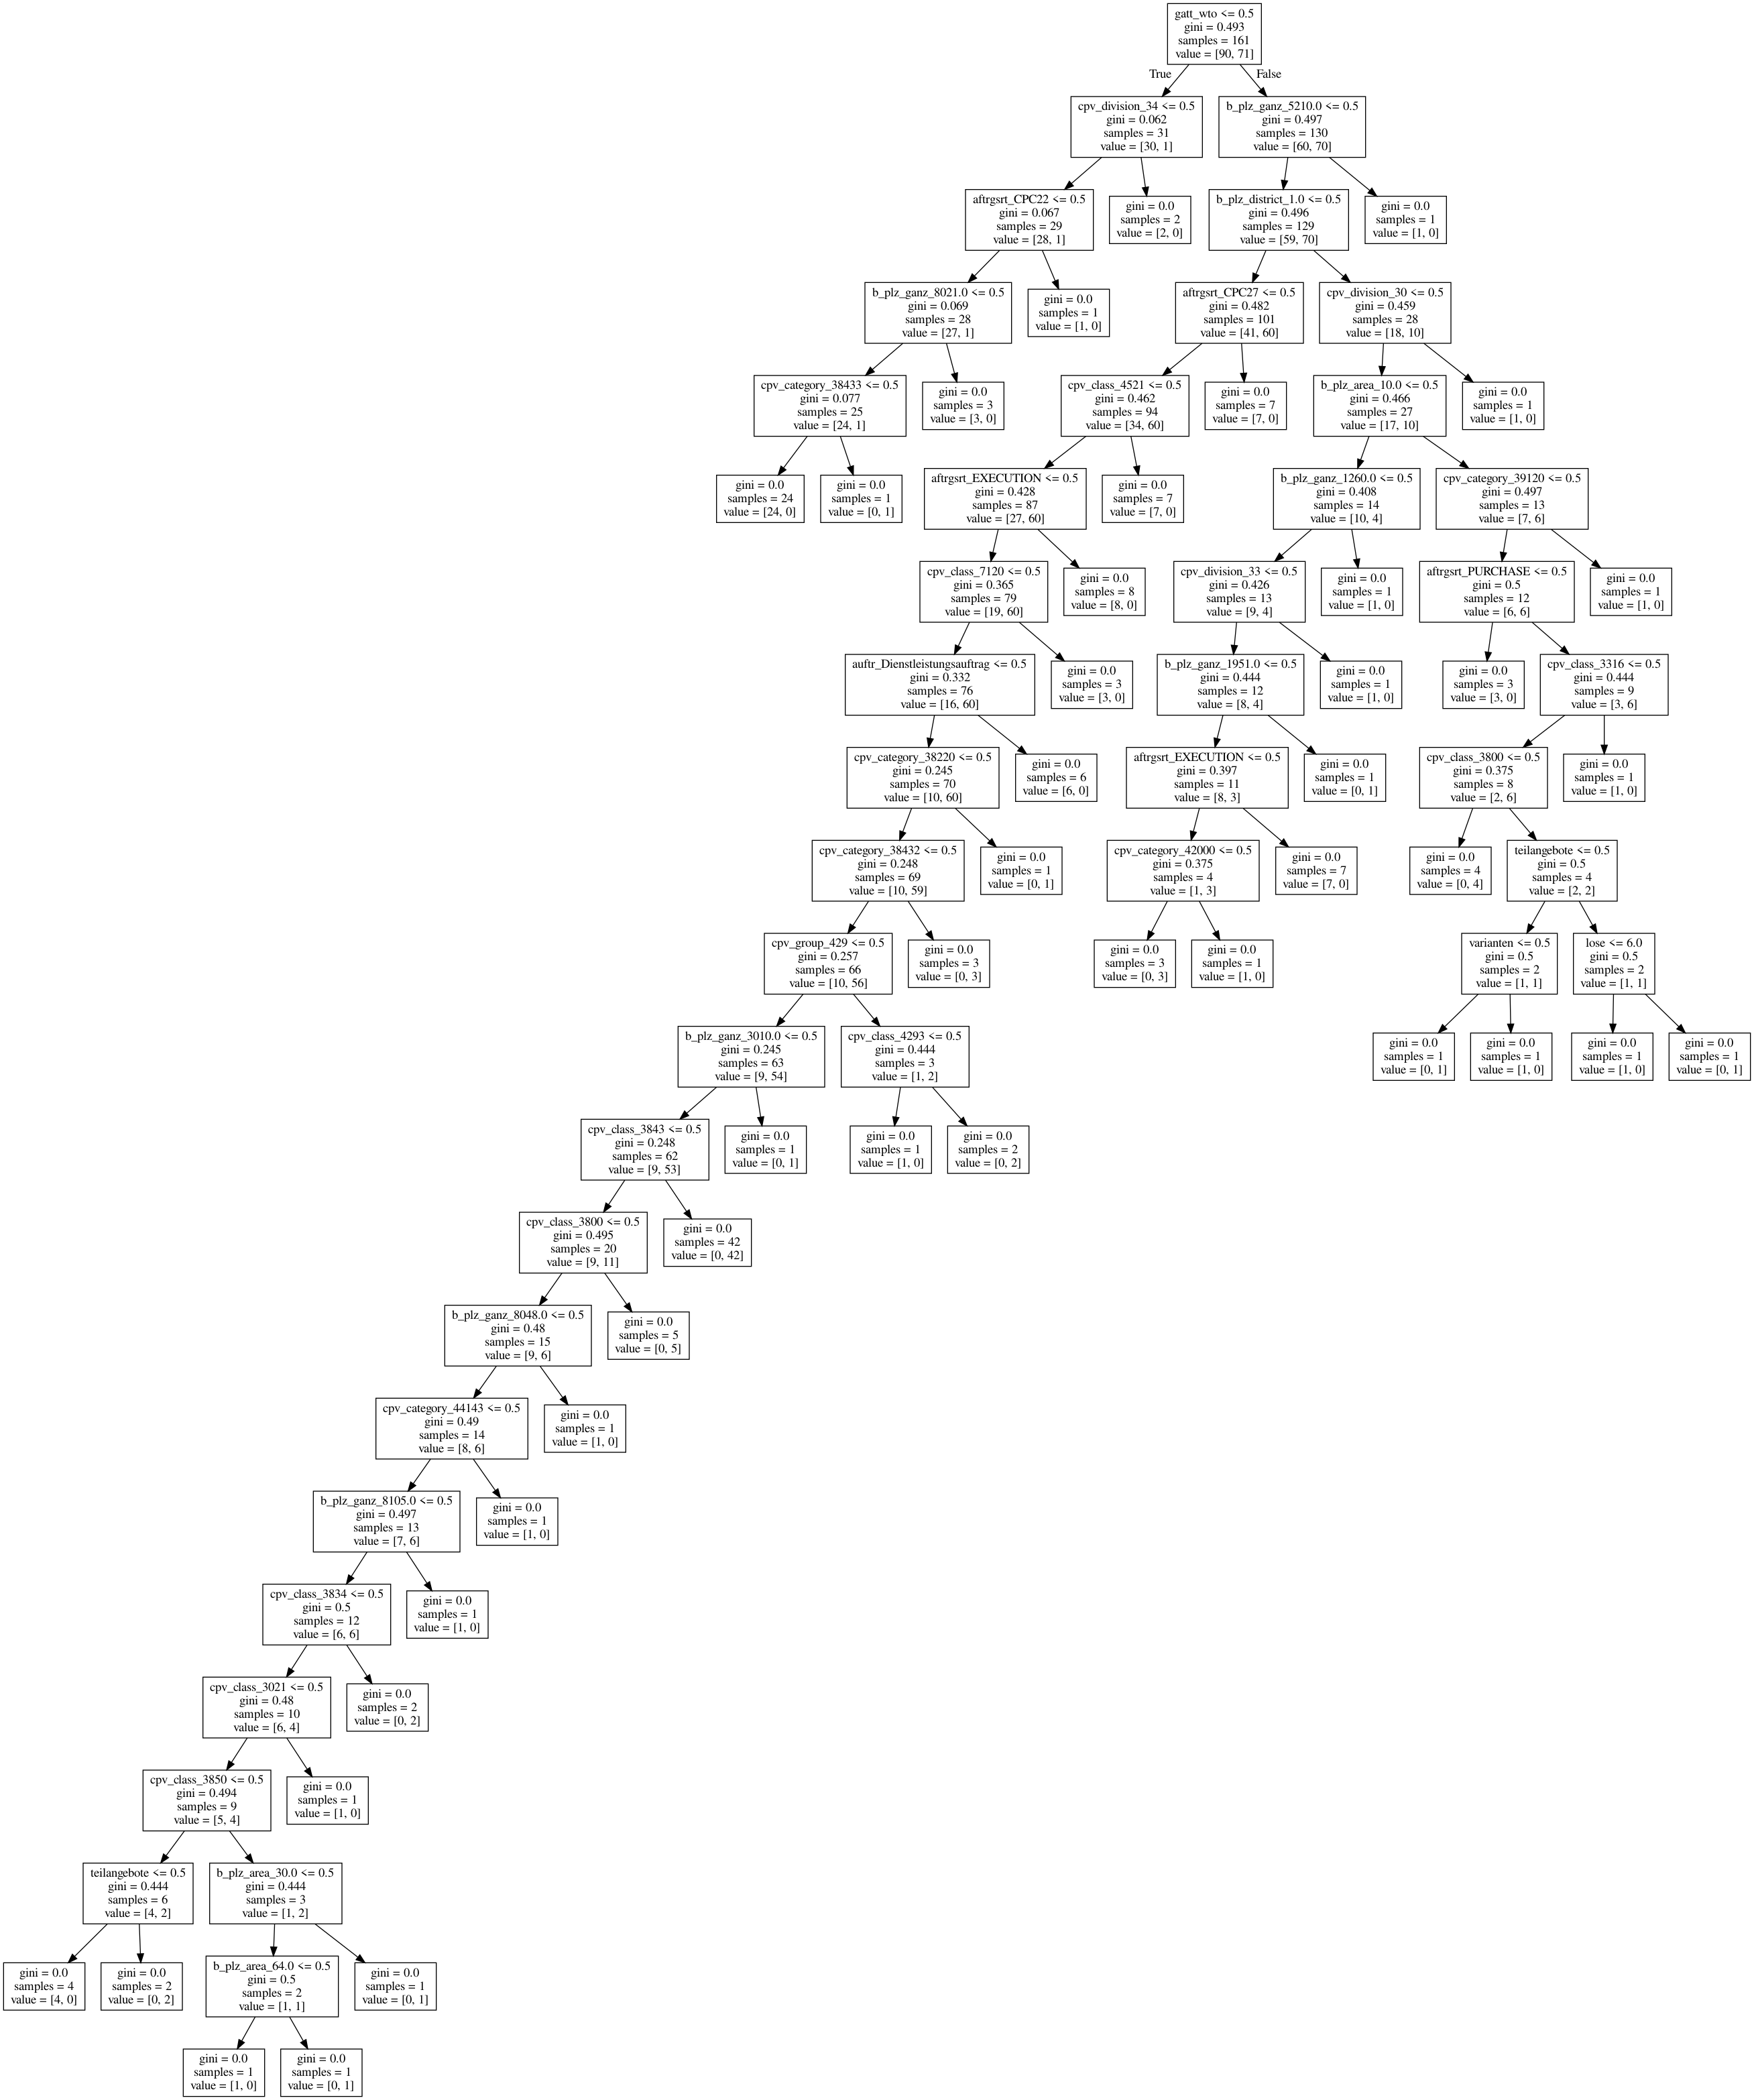 gatt_wto <= 0.5
gini = 0.493
samples = 161
value = [90, 71]
True
False
cpv_division_34 <= 0.5
gini = 0.062
samples = 31
value = [30, 1]
b_plz_ganz_5210.0 <= 0.5
gini = 0.497
samples = 130
value = [60, 70]
aftrgsrt_CPC22 <= 0.5
gini = 0.067
samples = 29
value = [28, 1]
gini = 0.0
samples = 2
value = [2, 0]
b_plz_district_1.0 <= 0.5
gini = 0.496
samples = 129
value = [59, 70]
gini = 0.0
samples = 1
value = [1, 0]
b_plz_ganz_8021.0 <= 0.5
gini = 0.069
samples = 28
value = [27, 1]
gini = 0.0
samples = 1
value = [1, 0]
aftrgsrt_CPC27 <= 0.5
gini = 0.482
samples = 101
value = [41, 60]
cpv_division_30 <= 0.5
gini = 0.459
samples = 28
value = [18, 10]
cpv_category_38433 <= 0.5
gini = 0.077
samples = 25
value = [24, 1]
gini = 0.0
samples = 3
value = [3, 0]
cpv_class_4521 <= 0.5
gini = 0.462
samples = 94
value = [34, 60]
gini = 0.0
samples = 7
value = [7, 0]
b_plz_area_10.0 <= 0.5
gini = 0.466
samples = 27
value = [17, 10]
gini = 0.0
samples = 1
value = [1, 0]
gini = 0.0
samples = 24
value = [24, 0]
gini = 0.0
samples = 1
value = [0, 1]
aftrgsrt_EXECUTION <= 0.5
gini = 0.428
samples = 87
value = [27, 60]
gini = 0.0
samples = 7
value = [7, 0]
b_plz_ganz_1260.0 <= 0.5
gini = 0.408
samples = 14
value = [10, 4]
cpv_category_39120 <= 0.5
gini = 0.497
samples = 13
value = [7, 6]
cpv_class_7120 <= 0.5
gini = 0.365
samples = 79
value = [19, 60]
gini = 0.0
samples = 8
value = [8, 0]
cpv_division_33 <= 0.5
gini = 0.426
samples = 13
value = [9, 4]
gini = 0.0
samples = 1
value = [1, 0]
aftrgsrt_PURCHASE <= 0.5
gini = 0.5
samples = 12
value = [6, 6]
gini = 0.0
samples = 1
value = [1, 0]
auftr_Dienstleistungsauftrag <= 0.5
gini = 0.332
samples = 76
value = [16, 60]
gini = 0.0
samples = 3
value = [3, 0]
b_plz_ganz_1951.0 <= 0.5
gini = 0.444
samples = 12
value = [8, 4]
gini = 0.0
samples = 1
value = [1, 0]
gini = 0.0
samples = 3
value = [3, 0]
cpv_class_3316 <= 0.5
gini = 0.444
samples = 9
value = [3, 6]
cpv_category_38220 <= 0.5
gini = 0.245
samples = 70
value = [10, 60]
gini = 0.0
samples = 6
value = [6, 0]
aftrgsrt_EXECUTION <= 0.5
gini = 0.397
samples = 11
value = [8, 3]
gini = 0.0
samples = 1
value = [0, 1]
cpv_class_3800 <= 0.5
gini = 0.375
samples = 8
value = [2, 6]
gini = 0.0
samples = 1
value = [1, 0]
cpv_category_38432 <= 0.5
gini = 0.248
samples = 69
value = [10, 59]
gini = 0.0
samples = 1
value = [0, 1]
cpv_category_42000 <= 0.5
gini = 0.375
samples = 4
value = [1, 3]
gini = 0.0
samples = 7
value = [7, 0]
gini = 0.0
samples = 4
value = [0, 4]
teilangebote <= 0.5
gini = 0.5
samples = 4
value = [2, 2]
cpv_group_429 <= 0.5
gini = 0.257
samples = 66
value = [10, 56]
gini = 0.0
samples = 3
value = [0, 3]
gini = 0.0
samples = 3
value = [0, 3]
gini = 0.0
samples = 1
value = [1, 0]
varianten <= 0.5
gini = 0.5
samples = 2
value = [1, 1]
lose <= 6.0
gini = 0.5
samples = 2
value = [1, 1]
b_plz_ganz_3010.0 <= 0.5
gini = 0.245
samples = 63
value = [9, 54]
cpv_class_4293 <= 0.5
gini = 0.444
samples = 3
value = [1, 2]
gini = 0.0
samples = 1
value = [0, 1]
gini = 0.0
samples = 1
value = [1, 0]
gini = 0.0
samples = 1
value = [1, 0]
gini = 0.0
samples = 1
value = [0, 1]
cpv_class_3843 <= 0.5
gini = 0.248
samples = 62
value = [9, 53]
gini = 0.0
samples = 1
value = [0, 1]
gini = 0.0
samples = 1
value = [1, 0]
gini = 0.0
samples = 2
value = [0, 2]
cpv_class_3800 <= 0.5
gini = 0.495
samples = 20
value = [9, 11]
gini = 0.0
samples = 42
value = [0, 42]
b_plz_ganz_8048.0 <= 0.5
gini = 0.48
samples = 15
value = [9, 6]
gini = 0.0
samples = 5
value = [0, 5]
cpv_category_44143 <= 0.5
gini = 0.49
samples = 14
value = [8, 6]
gini = 0.0
samples = 1
value = [1, 0]
b_plz_ganz_8105.0 <= 0.5
gini = 0.497
samples = 13
value = [7, 6]
gini = 0.0
samples = 1
value = [1, 0]
cpv_class_3834 <= 0.5
gini = 0.5
samples = 12
value = [6, 6]
gini = 0.0
samples = 1
value = [1, 0]
cpv_class_3021 <= 0.5
gini = 0.48
samples = 10
value = [6, 4]
gini = 0.0
samples = 2
value = [0, 2]
cpv_class_3850 <= 0.5
gini = 0.494
samples = 9
value = [5, 4]
gini = 0.0
samples = 1
value = [1, 0]
teilangebote <= 0.5
gini = 0.444
samples = 6
value = [4, 2]
b_plz_area_30.0 <= 0.5
gini = 0.444
samples = 3
value = [1, 2]
gini = 0.0
samples = 4
value = [4, 0]
gini = 0.0
samples = 2
value = [0, 2]
b_plz_area_64.0 <= 0.5
gini = 0.5
samples = 2
value = [1, 1]
gini = 0.0
samples = 1
value = [0, 1]
gini = 0.0
samples = 1
value = [1, 0]
gini = 0.0
samples = 1
value = [0, 1]